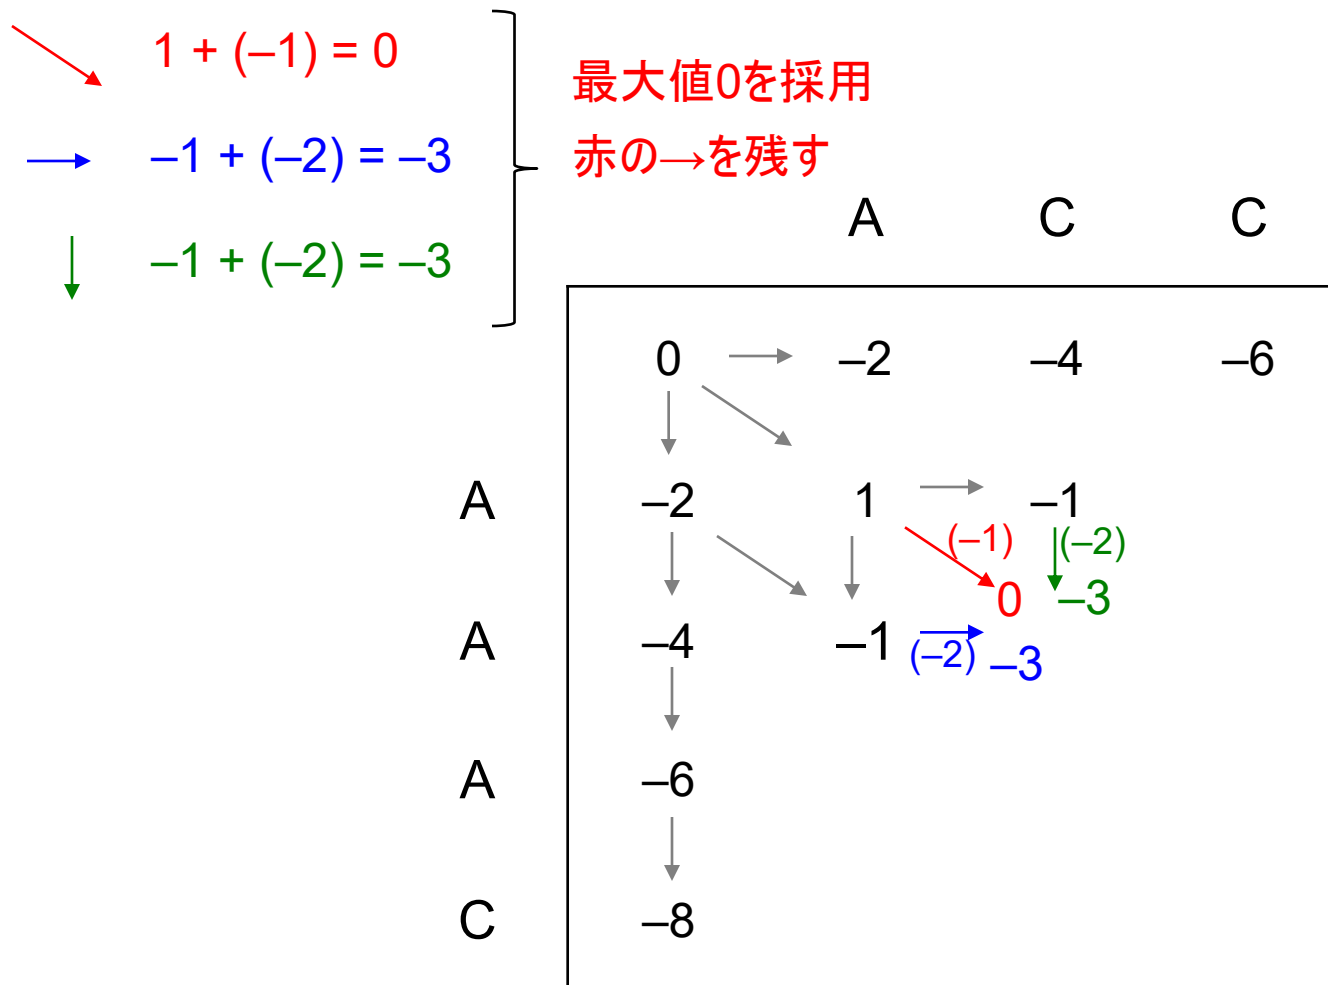 1 + (–1) = 0
–1 + (–2) = –3
–1 + (–2) = –3
最大値0を採用
赤の→を残す
A C C
0 –2 –4 –6
A –2 1 –1
(–1) (–2)
0 –3
A –4 –1 (–2) –3
A –6
C –8